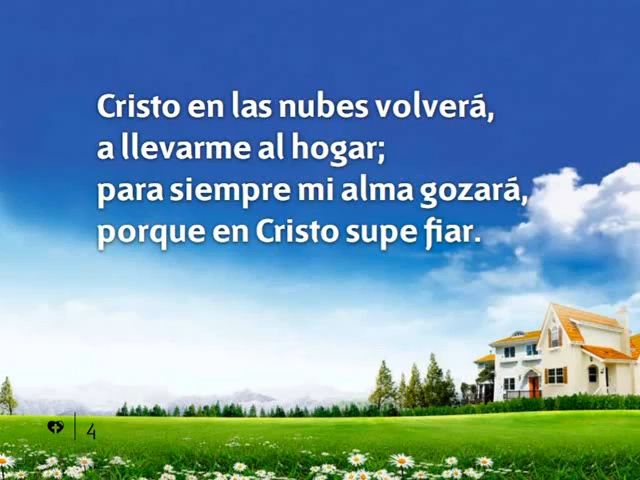 Cristo en las nubes volverá,
a llevarme al hogar;
para siempre mi alma gozará,
porque en Cristo supe fiar.
4